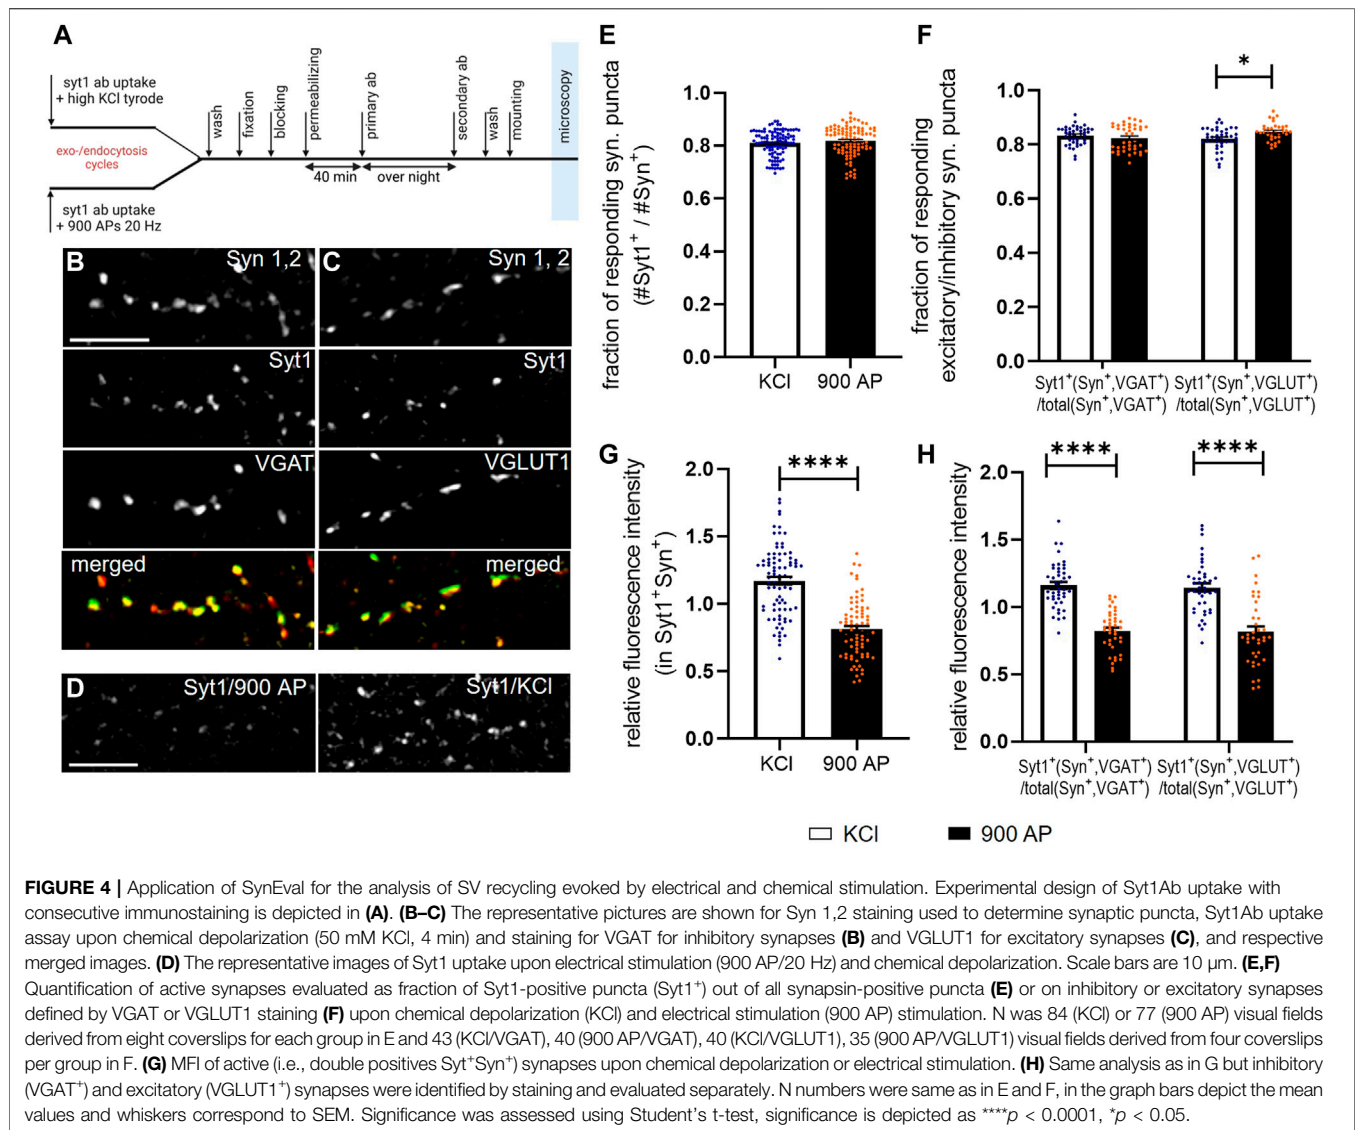 A
syt1 ab uptake
+ high KCl tyrode
exo-/endocytosis
cycles
syt1 ab uptake
+ 900 APs 20 Hz
wash
fixation
blocking
permeabilizing
primary ab
secondary ab
wash
mounting
microscopy
40 min
over night
B
Syn 1,2
Syt1
VGAT
merged
C
Syn 1, 2
Syt1
VGLUT1
merged
D
Syt1/900 AP
Syt1/KCl
E
fraction of responding syn. puncta
(#Syt1⁺ / #Syn⁺)
1.0
0.8
0.6
0.4
0.2
0.0
KCl
900 AP
F
fraction of responding
excitatory/inhibitory syn. puncta
*
1.0
0.8
0.6
0.4
0.2
0.0
Syt1⁺(Syn⁺,VGAT⁺) Syt1⁺(Syn⁺,VGLUT⁺)
/total(Syn⁺,VGAT⁺) /total(Syn⁺,VGLUT⁺)
G
relative fluorescence intensity
(in Syt1⁺Syn⁺)
****
2.0
1.5
1.0
0.5
0.0
KCl
900 AP
H
relative fluorescence intensity
**** ****
2.0
1.5
1.0
0.5
0.0
Syt1⁺(Syn⁺,VGAT⁺) Syt1⁺(Syn⁺,VGLUT⁺)
/total(Syn⁺,VGAT⁺) /total(Syn⁺,VGLUT⁺)
KCl 900 AP
FIGURE 4 | Application of SynEval for the analysis of SV recycling evoked by electrical and chemical stimulation. Experimental design of Syt1Ab uptake with
consecutive immunostaining is depicted in (A). (B–C) The representative pictures are shown for Syn 1,2 staining used to determine synaptic puncta, Syt1Ab uptake
assay upon chemical depolarization (50 mM KCl, 4 min) and staining for VGAT for inhibitory synapses (B) and VGLUT1 for excitatory synapses (C), and respective
merged images. (D) The representative images of Syt1 uptake upon electrical stimulation (900 AP/20 Hz) and chemical depolarization. Scale bars are 10 µm. (E,F)
Quantification of active synapses evaluated as fraction of Syt1-positive puncta (Syt1⁺) out of all synapsin-positive puncta (E) or on inhibitory or excitatory synapses
defined by VGAT or VGLUT1 staining (F) upon chemical depolarization (KCl) and electrical stimulation (900 AP) stimulation. N was 84 (KCl) or 77 (900 AP) visual fields
derived from eight coverslips for each group in E and 43 (KCl/VGAT), 40 (900 AP/VGAT), 40 (KCl/VGLUT1), 35 (900 AP/VGLUT1) visual fields derived from four coverslips
per group in F. (G) MFI of active (i.e., double positives Syt⁺Syn⁺) synapses upon chemical depolarization or electrical stimulation. (H) Same analysis as in G but inhibitory
(VGAT⁺) and excitatory (VGLUT1⁺) synapses were identified by staining and evaluated separately. N numbers were same as in E and F, in the graph bars depict the mean
values and whiskers correspond to SEM. Significance was assessed using Student’s t-test, significance is depicted as ****p < 0.0001, *p < 0.05.